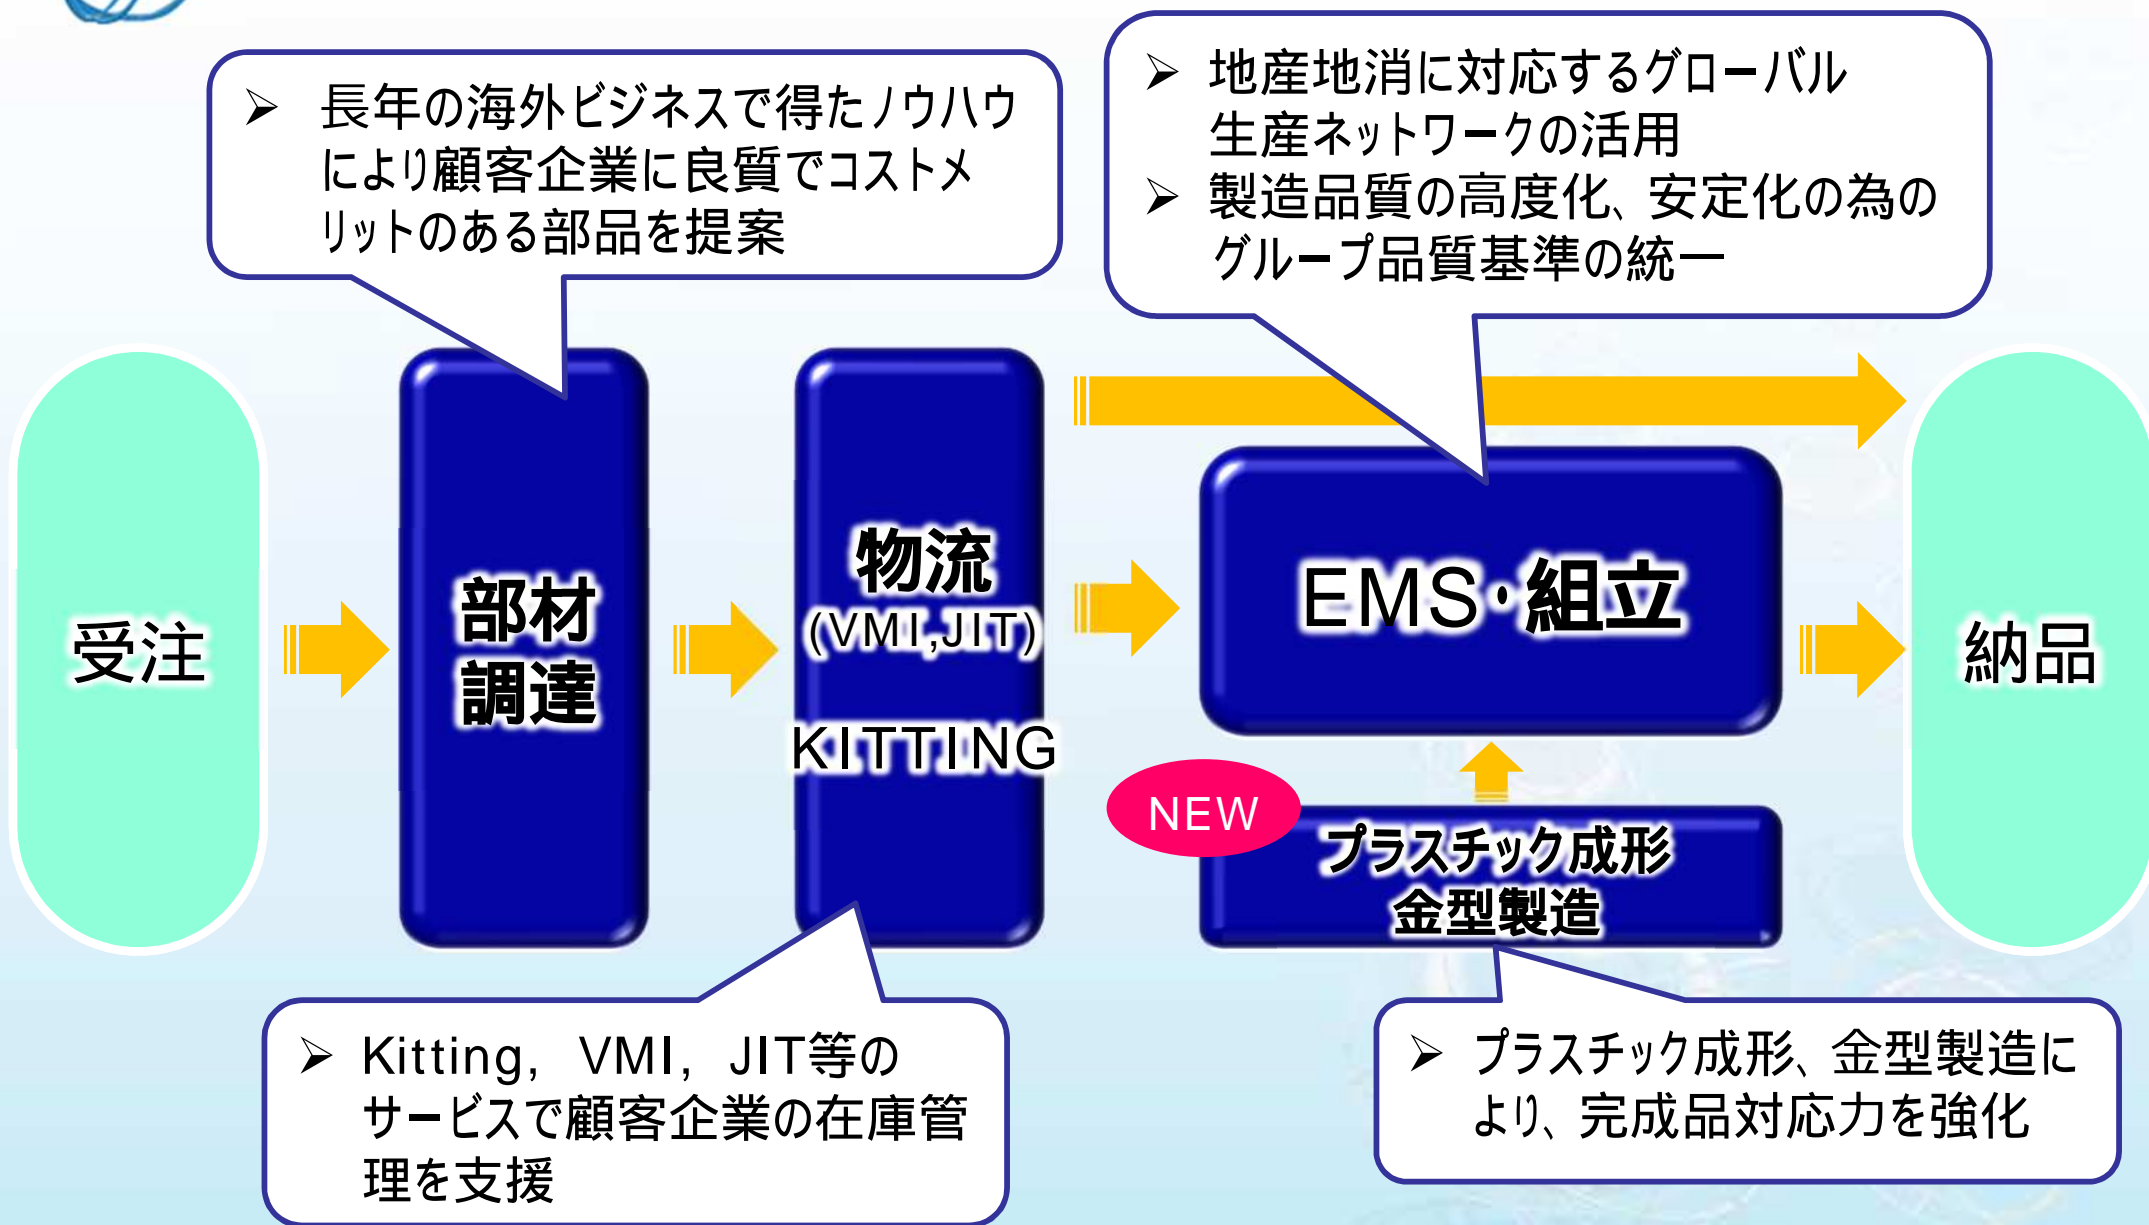 ➢ 長年の海外ビジネスで得たノウハウ
により顧客企業に良質でコストメ
リットのある部品を提案
➢ 地産地消に対応するグローバル
生産ネットワークの活用
➢ 製造品質の高度化、安定化の為の
グループ品質基準の統一
受注
部材
調達
物流
(VMI,JIT)
KITTING
EMS・組立
納品
NEW
プラスチック成形
金型製造
➢ Kitting, VMI, JIT等の
サービスで顧客企業の在庫管
理を支援
➢ プラスチック成形、金型製造に
より、完成品対応力を強化